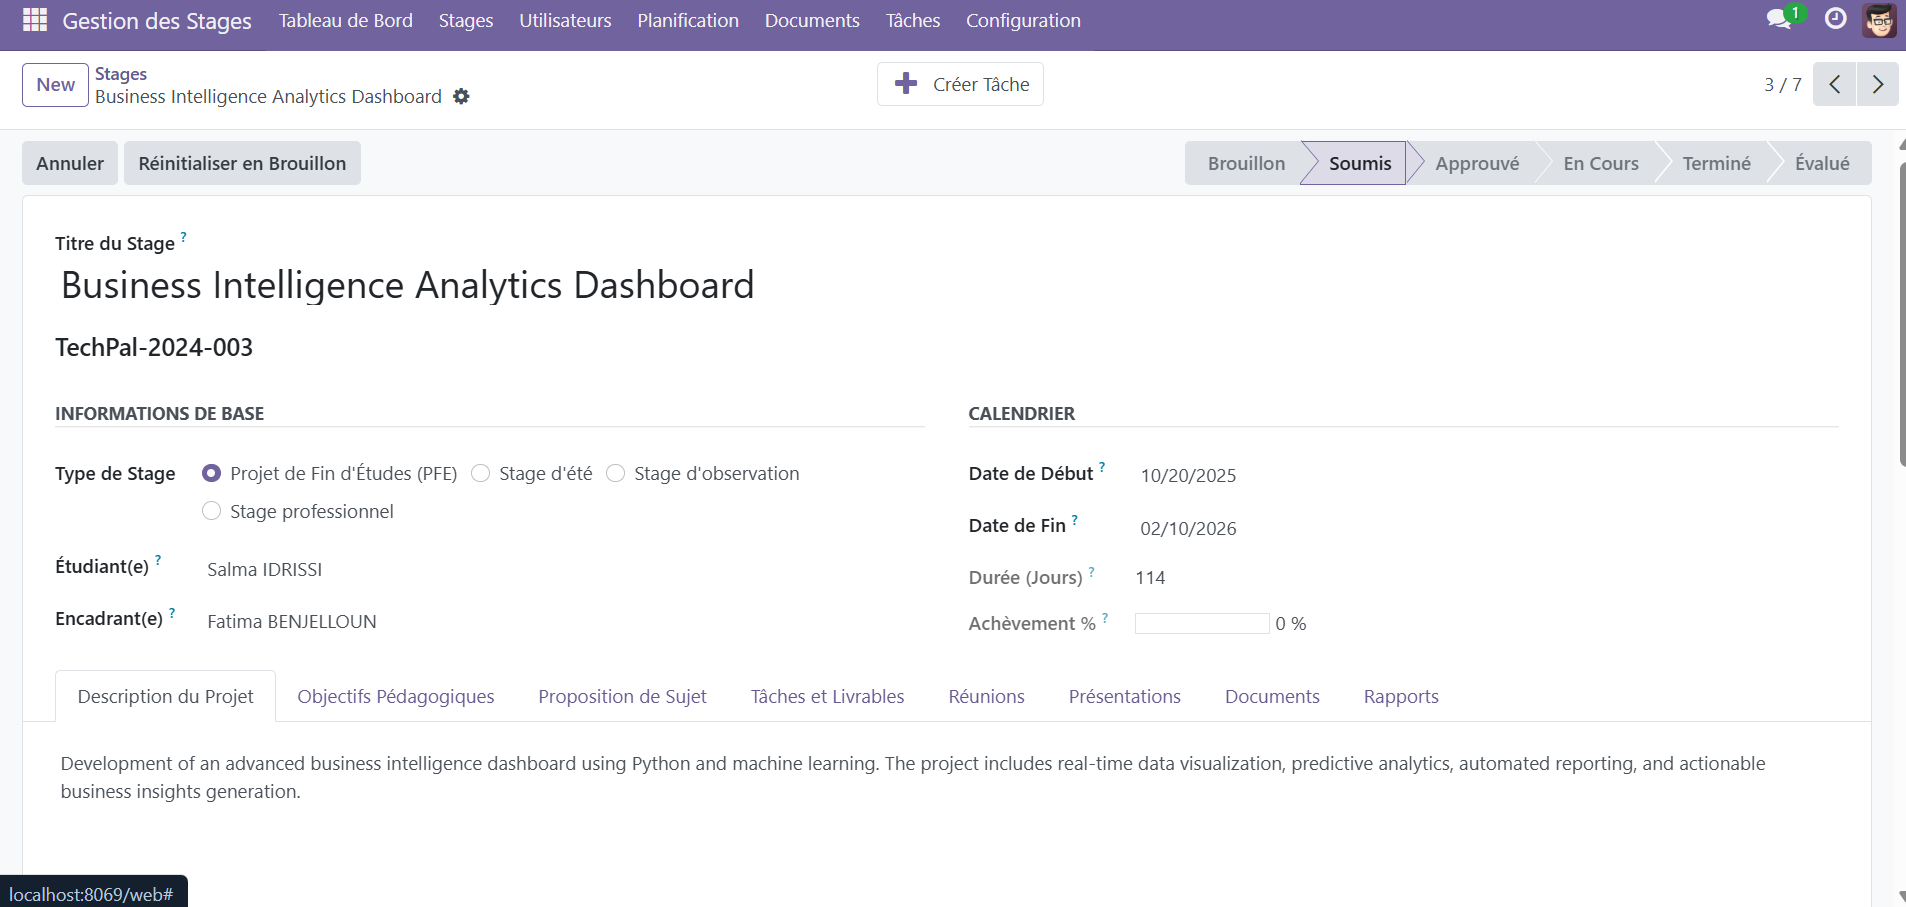 Gestion des Stages Tableau de Bord Stages Utilisateurs Planification Documents Tâches Configuration 1
New Stages
Business Intelligence Analytics Dashboard
Créer Tâche
3 / 7
Annuler Réinitialiser en Brouillon Brouillon Soumis Approuvé En Cours Terminé Évalué
Titre du Stage ?
Business Intelligence Analytics Dashboard
TechPal-2024-003
INFORMATIONS DE BASE
Type de Stage Projet de Fin d'Études (PFE) Stage d'été Stage d'observation
Stage professionnel
Étudiant(e) ? Salma IDRISSI
Encadrant(e) ? Fatima BENJELLOUN
CALENDRIER
Date de Début ? 10/20/2025
Date de Fin ? 02/10/2026
Durée (Jours) ? 114
Achèvement % ? 0 %
Description du Projet Objectifs Pédagogiques Proposition de Sujet Tâches et Livrables Réunions Présentations Documents Rapports
Development of an advanced business intelligence dashboard using Python and machine learning. The project includes real-time data visualization, predictive analytics, automated reporting, and actionable
business insights generation.
localhost:8069/web#